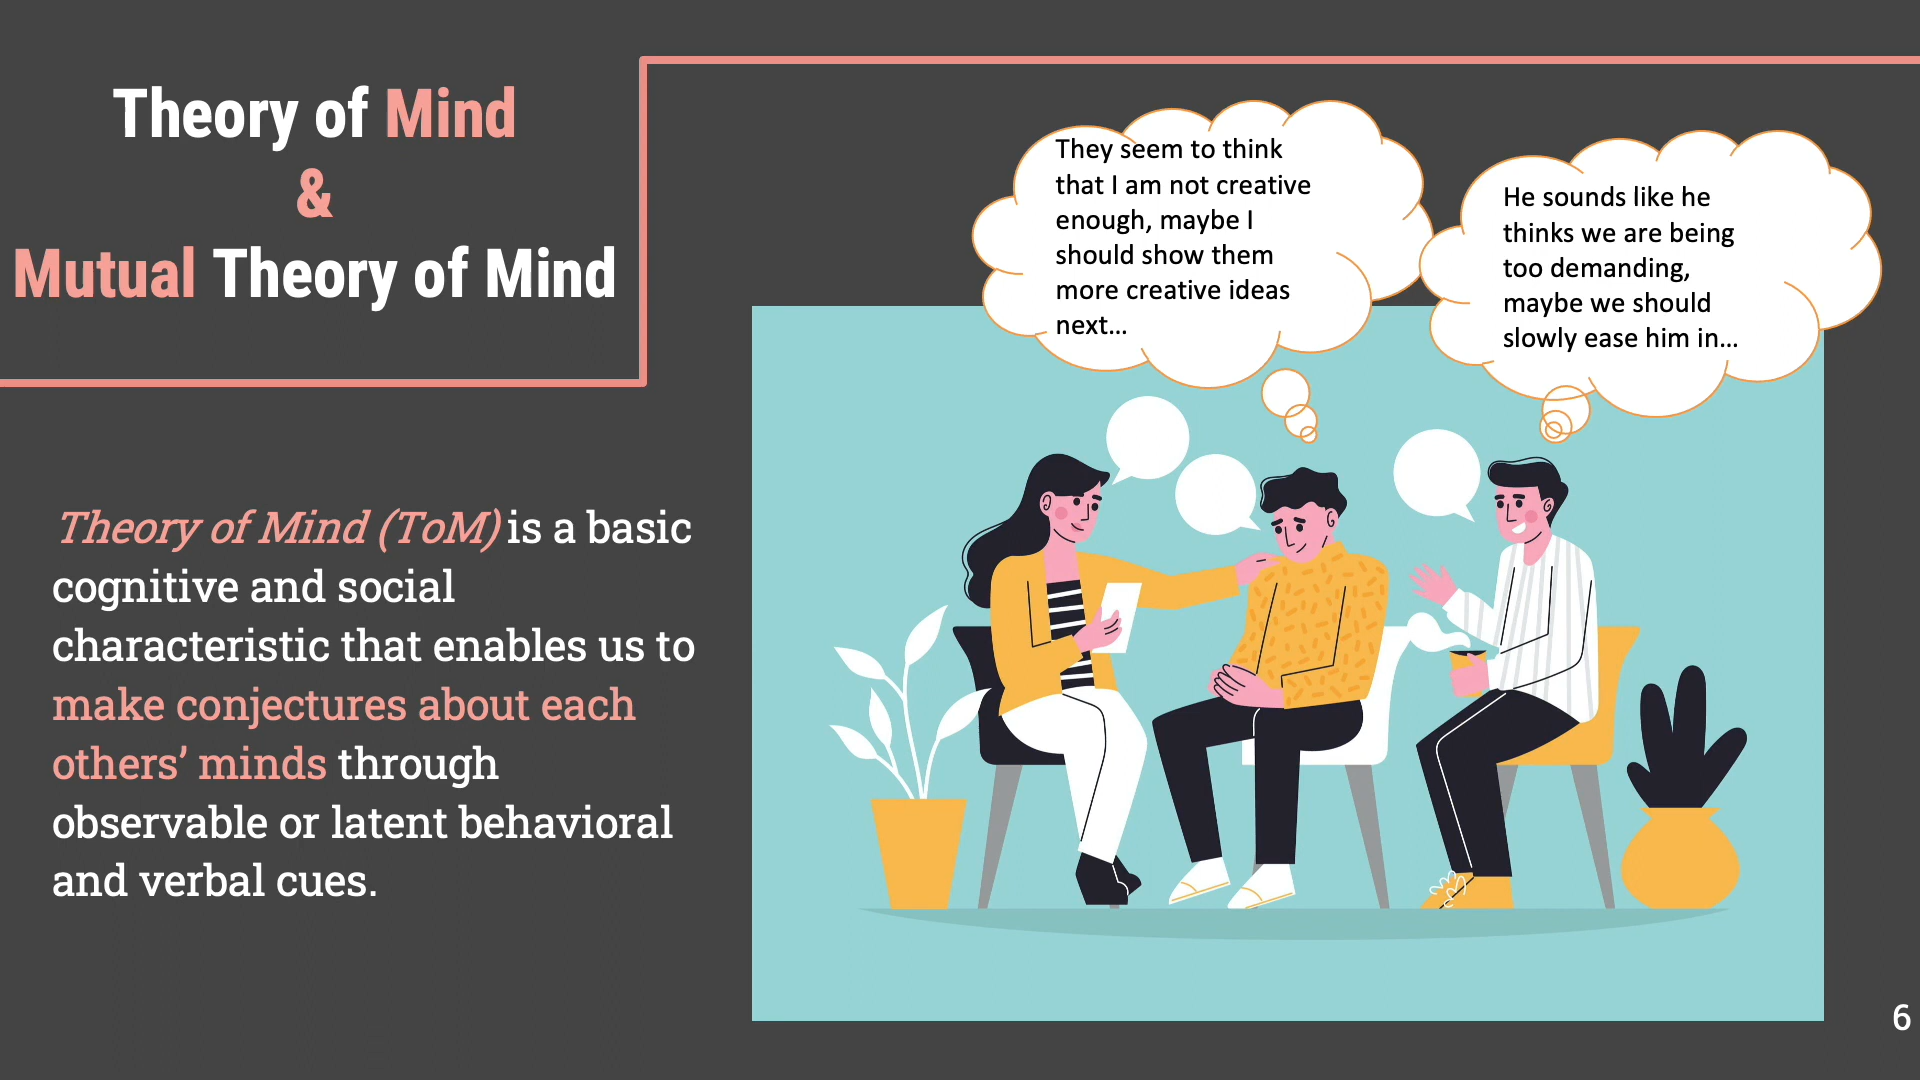 Theory of Mind
&
Mutual Theory of Mind
Theory of Mind (ToM) is a basic
cognitive and social
characteristic that enables us to
make conjectures about each
others’ minds through
observable or latent behavioral
and verbal cues.
They seem to think
that I am not creative
enough, maybe I
should show them
more creative ideas
next...
He sounds like he
thinks we are being
too demanding,
maybe we should
slowly ease him in...
6